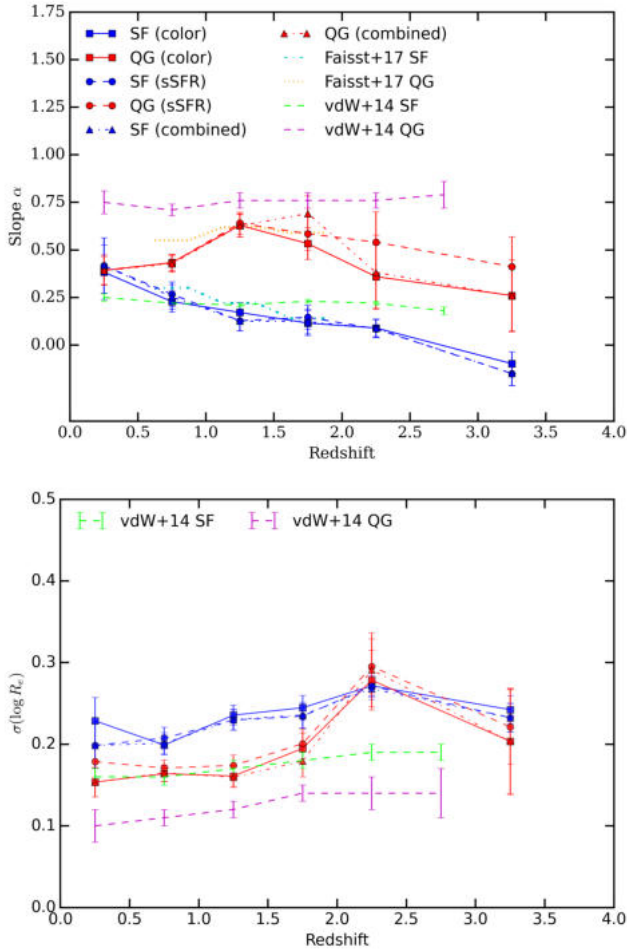 SF (color)
QG (color)
SF (sSFR)
QG (sSFR)
SF (combined)
QG (combined)
Faisst+17 SF
Faisst+17 QG
vdW+14 SF
vdW+14 QG
1.75
1.50
1.25
1.00
0.75
0.50
0.25
0.00
Slope α
0.0 0.5 1.0 1.5 2.0 2.5 3.0 3.5 4.0
Redshift
vdW+14 SF vdW+14 QG
0.5
0.4
0.3
0.2
0.1
0.0
σ(log Re)
0.0 0.5 1.0 1.5 2.0 2.5 3.0 3.5 4.0
Redshift